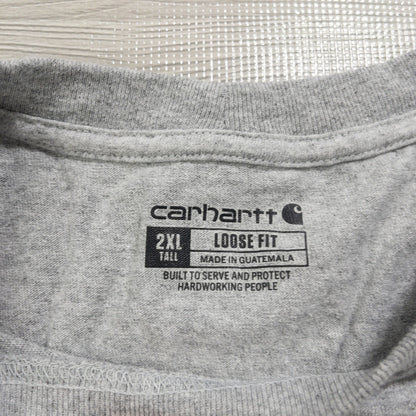 carhartt
2XL TALL LOOSE FIT
MADE IN GUATEMALA
BUILT TO SERVE AND PROTECT
HARDWORKING PEOPLE